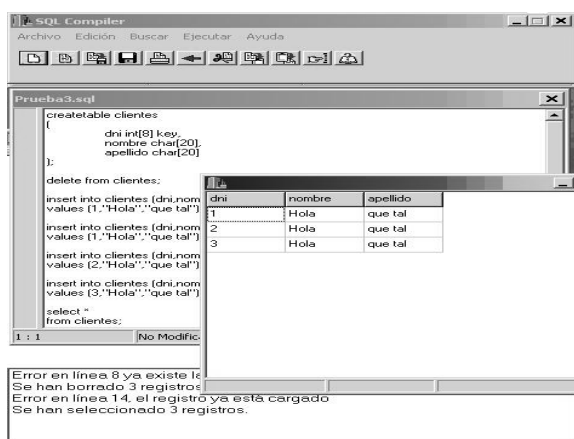 SQL Compiler
Archivo Edición Buscar Ejecutar Ayuda
Prueba3.sql
createtable clientes
(
dni int[8] key,
nombre char[20],
apellido char[20]
);
delete from clientes;
insert into clientes (dni,nom
values (1,"Hola","que tal")
insert into clientes (dni,nom
values (1,"Hola","que tal")
insert into clientes (dni,nom
values (2,"Hola","que tal")
insert into clientes (dni,nom
values (3,"Hola","que tal")
select *
from clientes;
1 : 1 No Modific
dni nombre apellido
1 Hola que tal
2 Hola que tal
3 Hola que tal
Error en línea 8 ya existe la
Se han borrado 3 registros
Error en línea 14, el registro ya está cargado
Se han seleccionado 3 registros.